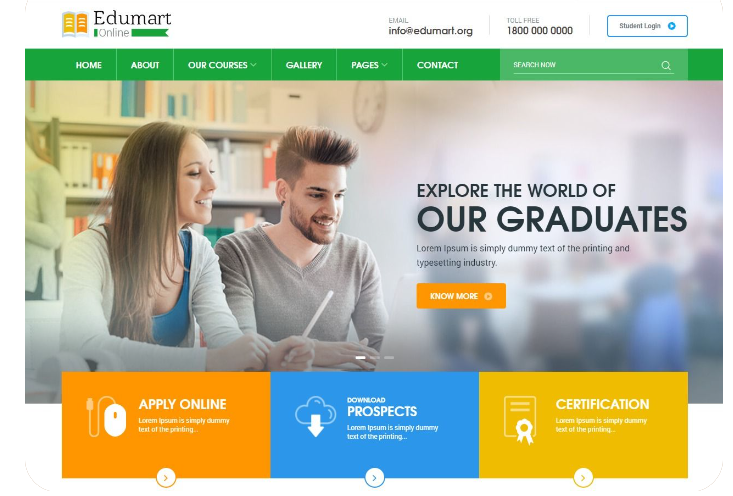 Edumart
Online
EMAIL
info@edumart.org
TOLL FREE
1800 000 0000
Student Login
HOME
ABOUT
OUR COURSES
GALLERY
PAGES
CONTACT
SEARCH NOW
EXPLORE THE WORLD OF
OUR GRADUATES
Lorem Ipsum is simply dummy text of the printing and
typesetting industry.
KNOW MORE
APPLY ONLINE
Lorem Ipsum is simply dummy
text of the printing...
DOWNLOAD
PROSPECTS
Lorem Ipsum is simply dummy
text of the printing...
CERTIFICATION
Lorem Ipsum is simply dummy
text of the printing...